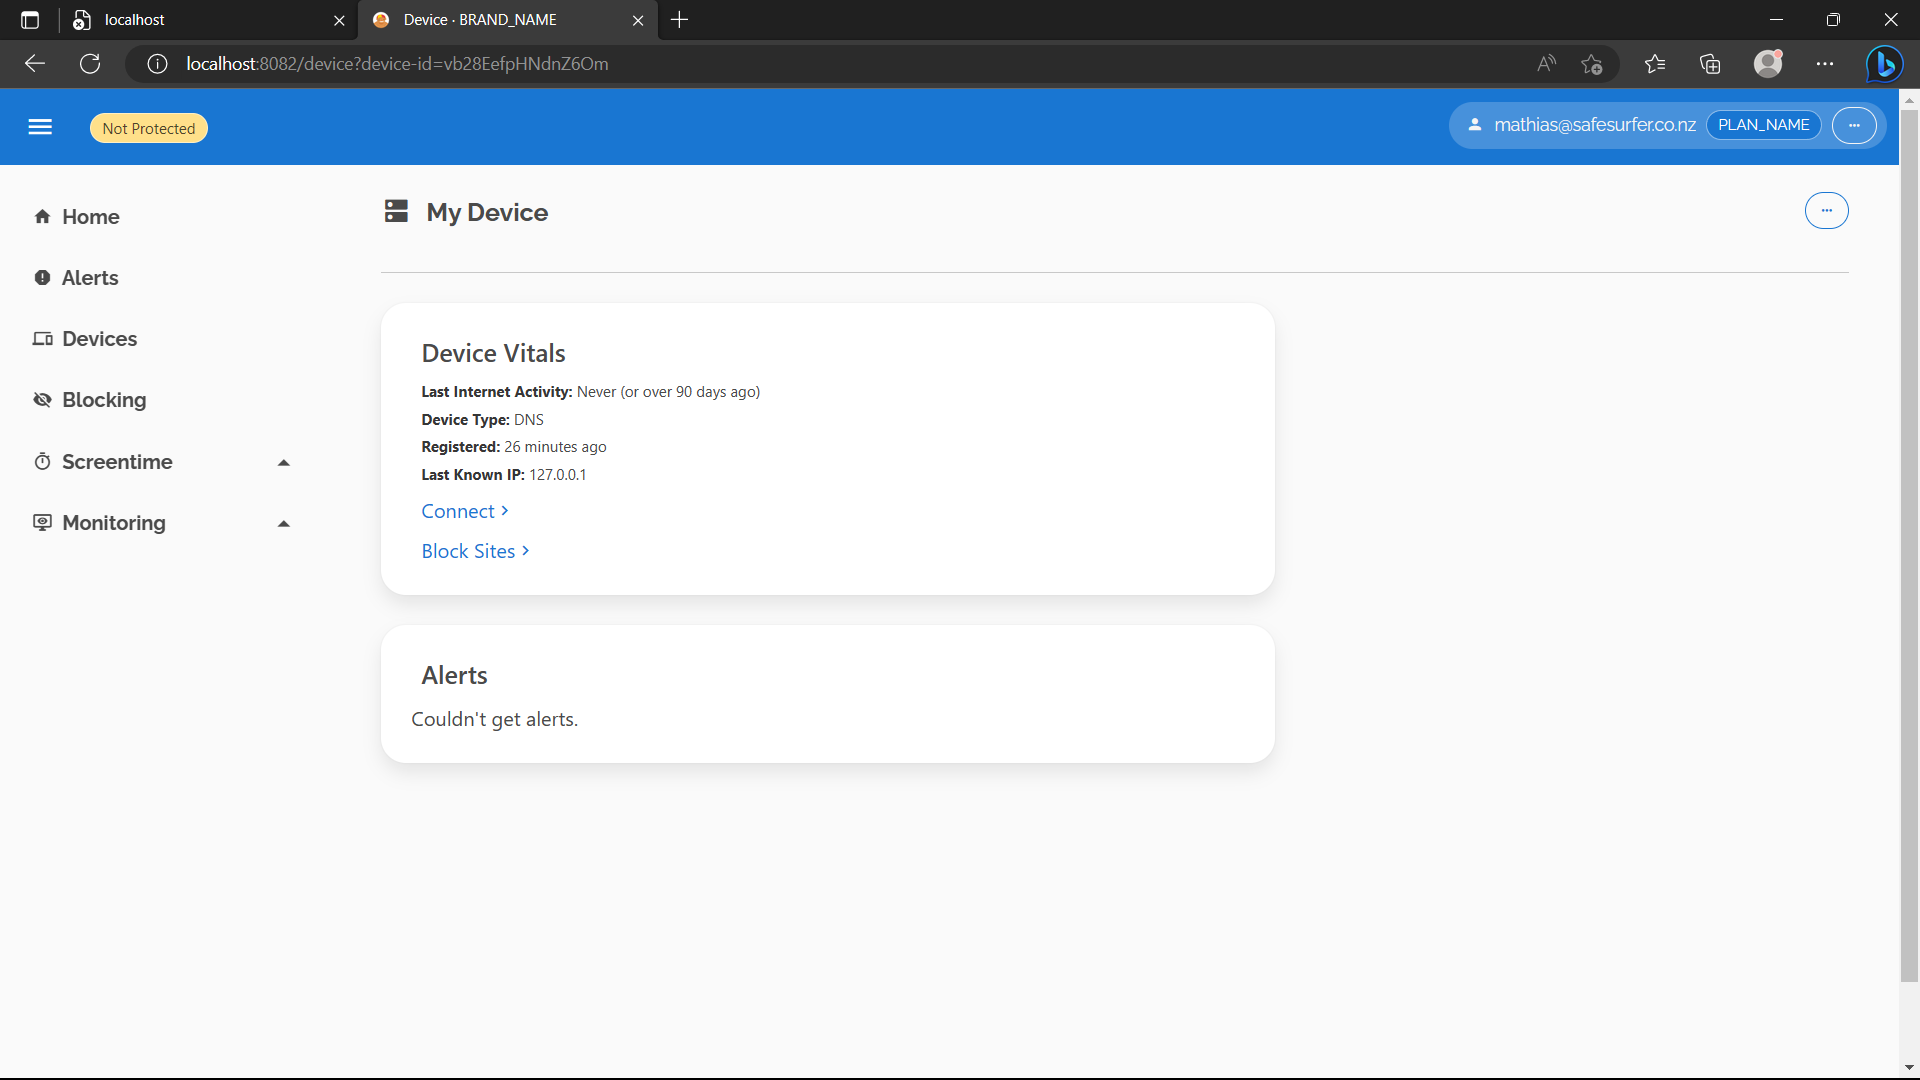 localhost
Device · BRAND_NAME
localhost:8082/device?device-id=vb28EefpHNdnZ6Om
Not Protected
mathias@safesurfer.co.nz
PLAN_NAME
Home
Alerts
Devices
Blocking
Screentime
Monitoring
My Device
Device Vitals
Last Internet Activity: Never (or over 90 days ago)
Device Type: DNS
Registered: 26 minutes ago
Last Known IP: 127.0.0.1
Connect
Block Sites
Alerts
Couldn't get alerts.